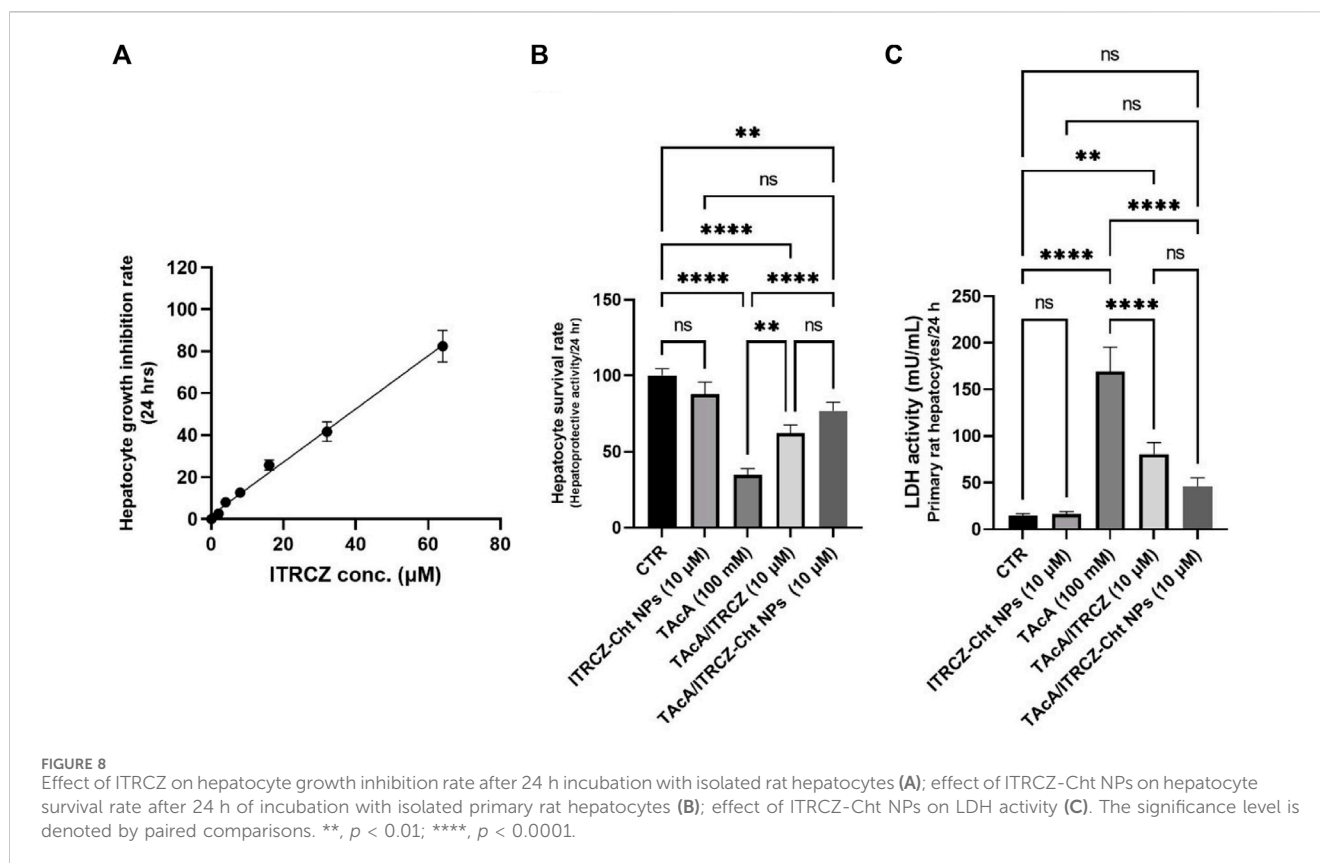 A
Hepatocyte growth inhibition rate
(24 hrs)
120
100
80
60
40
20
0
0
20
40
60
80
ITRCZ conc. (µM)
B
**
ns
****
****
****
ns
**
ns
Hepatocyte survival rate
(Hepatoprotective activity/24 hr)
150
100
50
0
CTR
ITRCZ-Cht NPs (10 µM)
TAcA (100 mM)
TAcA/ITRCZ (10 µM)
TAcA/ITRCZ-Cht NPs (10 µM)
C
ns
ns
**
****
****
ns
ns
****
LDH activity (mU/mL)
Primary rat hepatocytes/24 h
250
200
150
100
50
0
CTR
ITRCZ-Cht NPs (10 µM)
TAcA (100 mM)
TAcA/ITRCZ (10 µM)
TAcA/ITRCZ-Cht NPs (10 µM)
FIGURE 8
Effect of ITRCZ on hepatocyte growth inhibition rate after 24 h incubation with isolated rat hepatocytes (A); effect of ITRCZ-Cht NPs on hepatocyte
survival rate after 24 h of incubation with isolated primary rat hepatocytes (B); effect of ITRCZ-Cht NPs on LDH activity (C). The significance level is
denoted by paired comparisons. **, p < 0.01; ****, p < 0.0001.